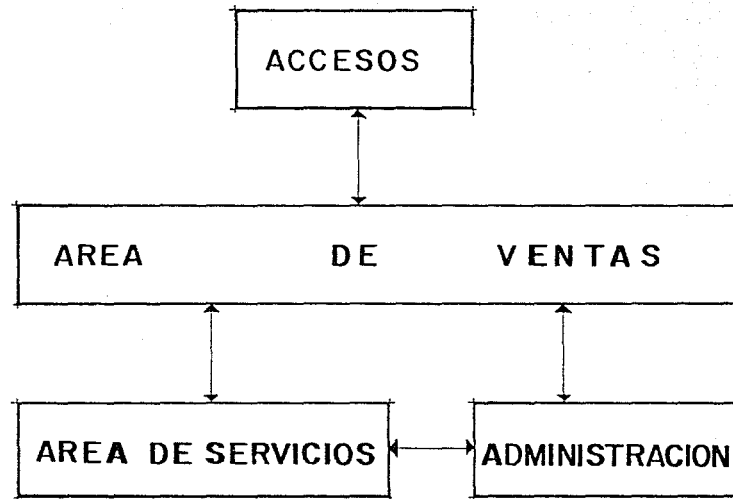 ACCESOS
AREA DE VENTAS
AREA DE SERVICIOS
ADMINISTRACION